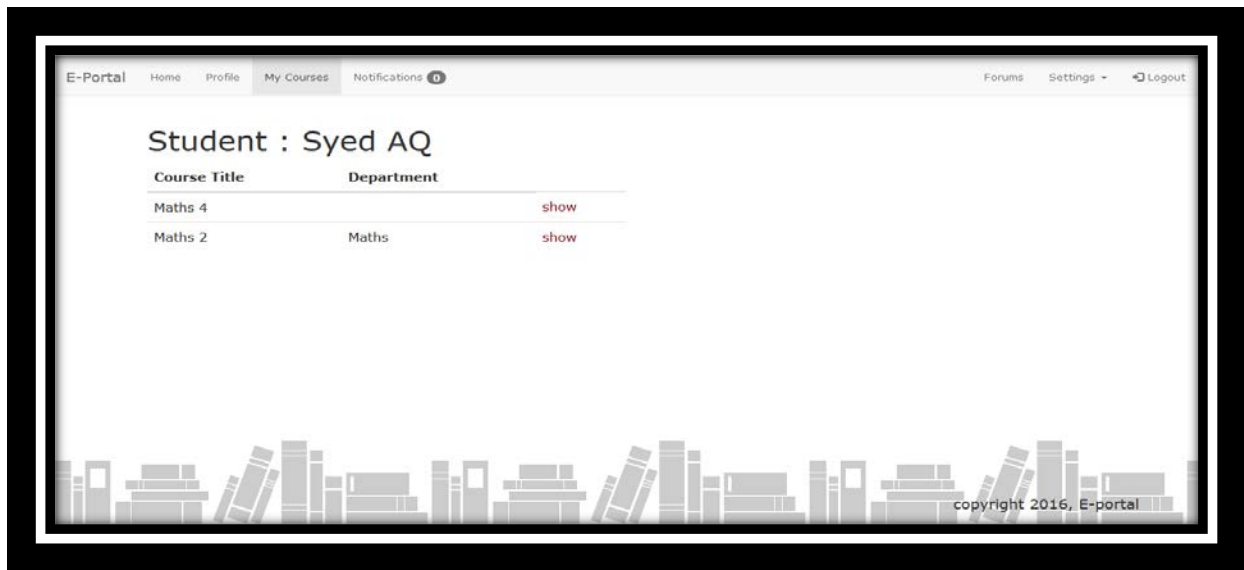 E-Portal Home Profile My Courses Notifications 0 Forums Settings Logout
Student : Syed AQ
Course Title Department
Maths 4 show
Maths 2 Maths show
copyright 2016, E-portal